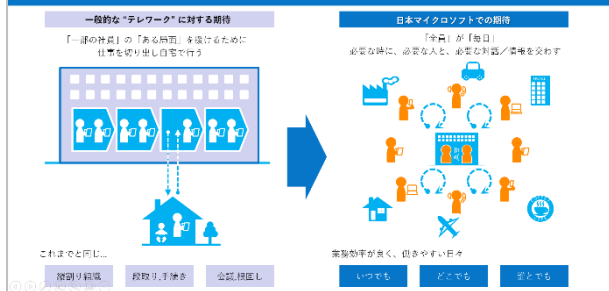 一般的な “テレワーク” に対する期待
「一部の社員」の「ある局面」を援けるために
仕事を切り出し自宅で行う
これまでと同じ…
縦割り組織
段取り,手続き
会議,根回し
日本マイクロソフトでの期待
「全員」が「毎日」
必要な時に、必要な人と、必要な対話／情報を交わす
業務効率が良く、働きやすい日々
いつでも
どこでも
誰とでも